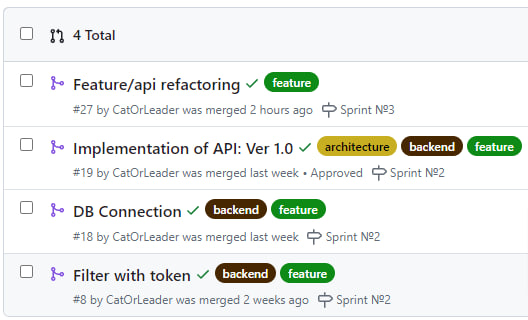 4 Total
Feature/api refactoring feature
#27 by CatOrLeader was merged 2 hours ago Sprint №3
Implementation of API: Ver 1.0 architecture backend feature
#19 by CatOrLeader was merged last week • Approved Sprint №2
DB Connection backend feature
#18 by CatOrLeader was merged last week Sprint №2
Filter with token backend feature
#8 by CatOrLeader was merged 2 weeks ago Sprint №2